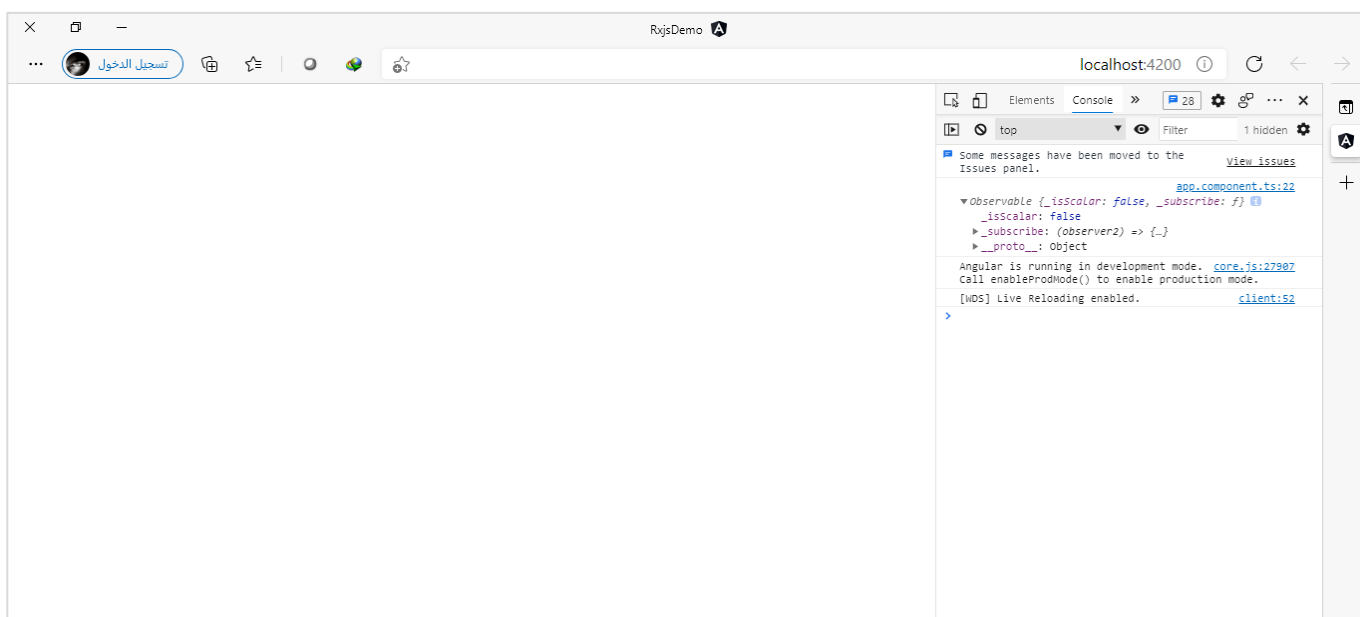 RxjsDemo
تسجيل الدخول
localhost:4200
Elements Console » 28
top Filter 1 hidden
Some messages have been moved to the Issues panel. View issues
app.component.ts:22
Observable {_isScalar: false, _subscribe: ƒ}
_isScalar: false
_subscribe: (observer2) => {…}
__proto__: Object
Angular is running in development mode. core.js:27907
Call enableProdMode() to enable production mode.
[WDS] Live Reloading enabled. client:52